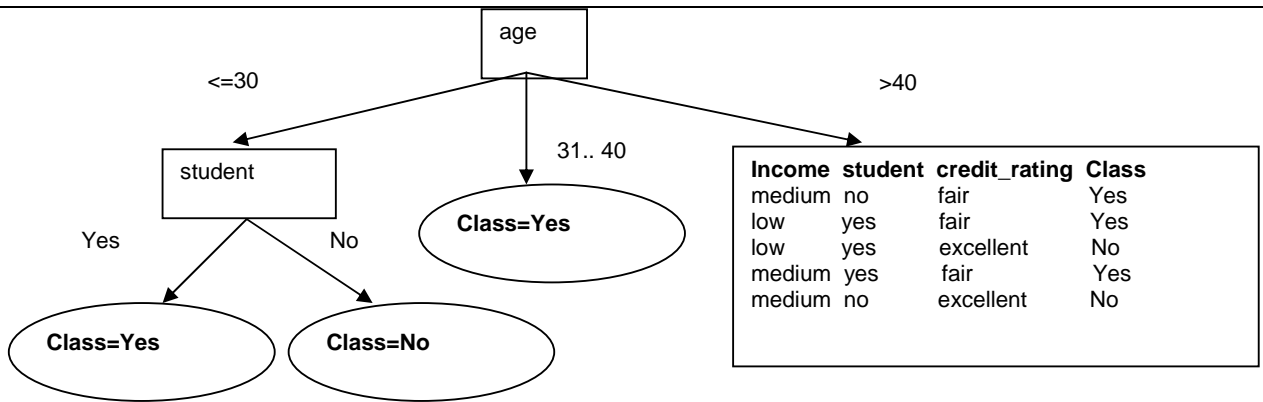 age
<=30
>40
31.. 40
student
Income student credit_rating Class
medium no fair Yes
low yes fair Yes
low yes excellent No
medium yes fair Yes
medium no excellent No
Class=Yes
Yes No
Class=Yes Class=No